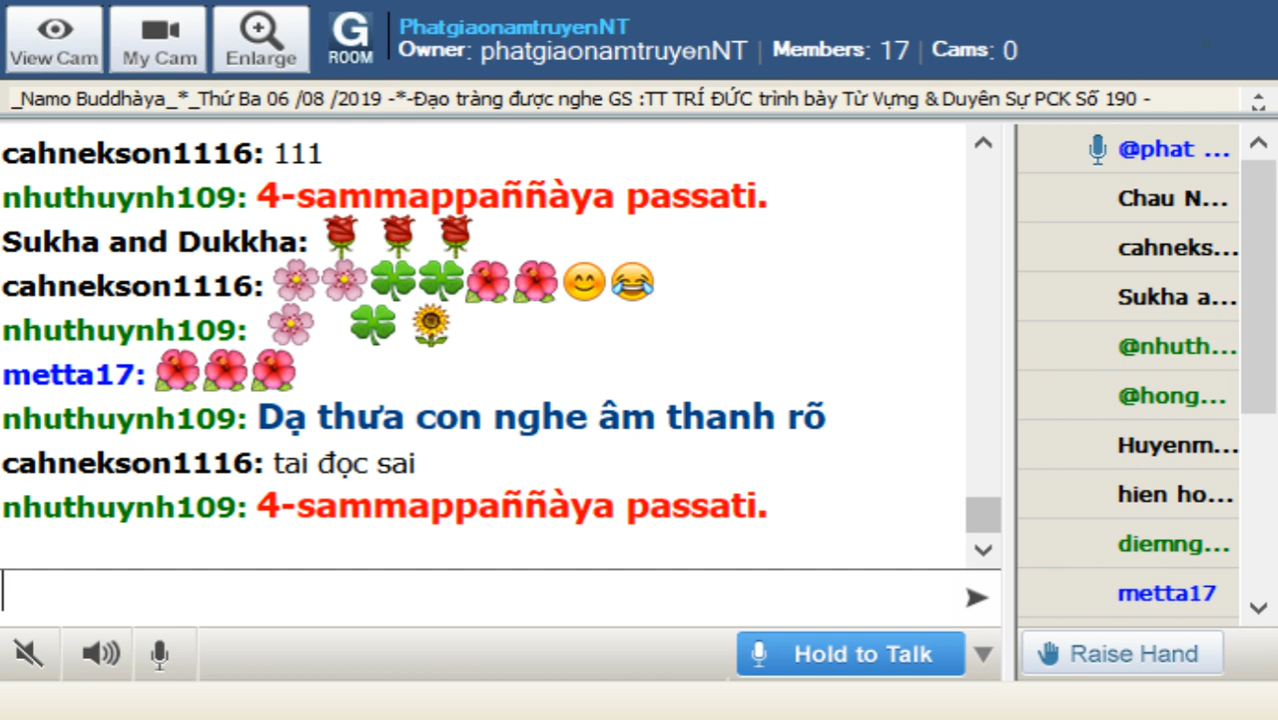 View Cam
My Cam
Enlarge
G
ROOM
PhatgiaonamtruyenNT
Owner: phatgiaonamtruyenNT | Members: 17 | Cams: 0
_Namo Buddhàya_*_Thứ Ba 06 /08 /2019 -*-Đạo tràng được nghe GS :TT TRÍ ĐỨC trình bày Từ Vựng & Duyên Sự PCK Số 190 -
cahnekson1116: 111
nhuthuynh109: 4-sammappaññàya passati.
Sukha and Dukkha:
cahnekson1116:
nhuthuynh109:
metta17:
nhuthuynh109: Dạ thưa con nghe âm thanh rõ
cahnekson1116: tai đọc sai
nhuthuynh109: 4-sammappaññàya passati.
@phat ...
Chau N...
cahneks...
Sukha a...
@nhuth...
@hong...
Huyenm...
hien ho...
diemng...
metta17
Hold to Talk
Raise Hand